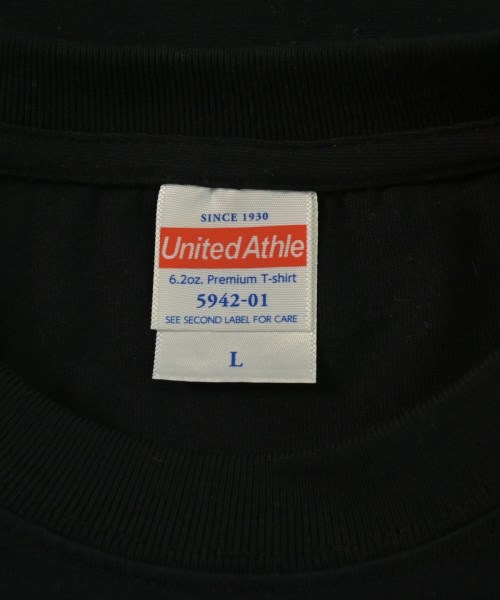 SINCE 1930
United Athle
6.2oz. Premium T-shirt
5942-01
SEE SECOND LABEL FOR CARE
L